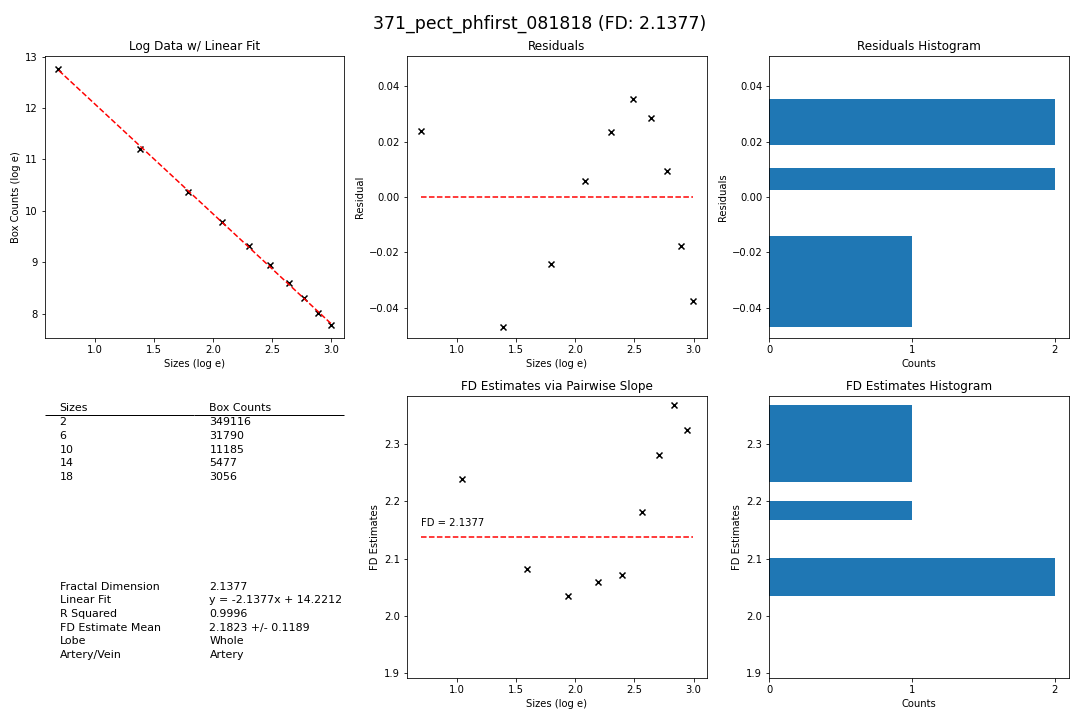 371_pect_phfirst_081818 (FD: 2.1377)
Log Data w/ Linear Fit
13
12
11
10
9
8
Box Counts (log e)
1.0 1.5 2.0 2.5 3.0
Sizes (log e)
Residuals
0.04
0.02
0.00
−0.02
−0.04
Residual
1.0 1.5 2.0 2.5 3.0
Sizes (log e)
Residuals Histogram
0.04
0.02
0.00
−0.02
−0.04
Residuals
0 1 2
Counts
Sizes Box Counts
2 349116
6 31790
10 11185
14 5477
18 3056
Fractal Dimension 2.1377
Linear Fit y = -2.1377x + 14.2212
R Squared 0.9996
FD Estimate Mean 2.1823 +/- 0.1189
Lobe Whole
Artery/Vein Artery
FD Estimates via Pairwise Slope
2.3
2.2
2.1
2.0
1.9
FD Estimates
FD = 2.1377
1.0 1.5 2.0 2.5 3.0
Sizes (log e)
FD Estimates Histogram
2.3
2.2
2.1
2.0
1.9
FD Estimates
0 1 2
Counts